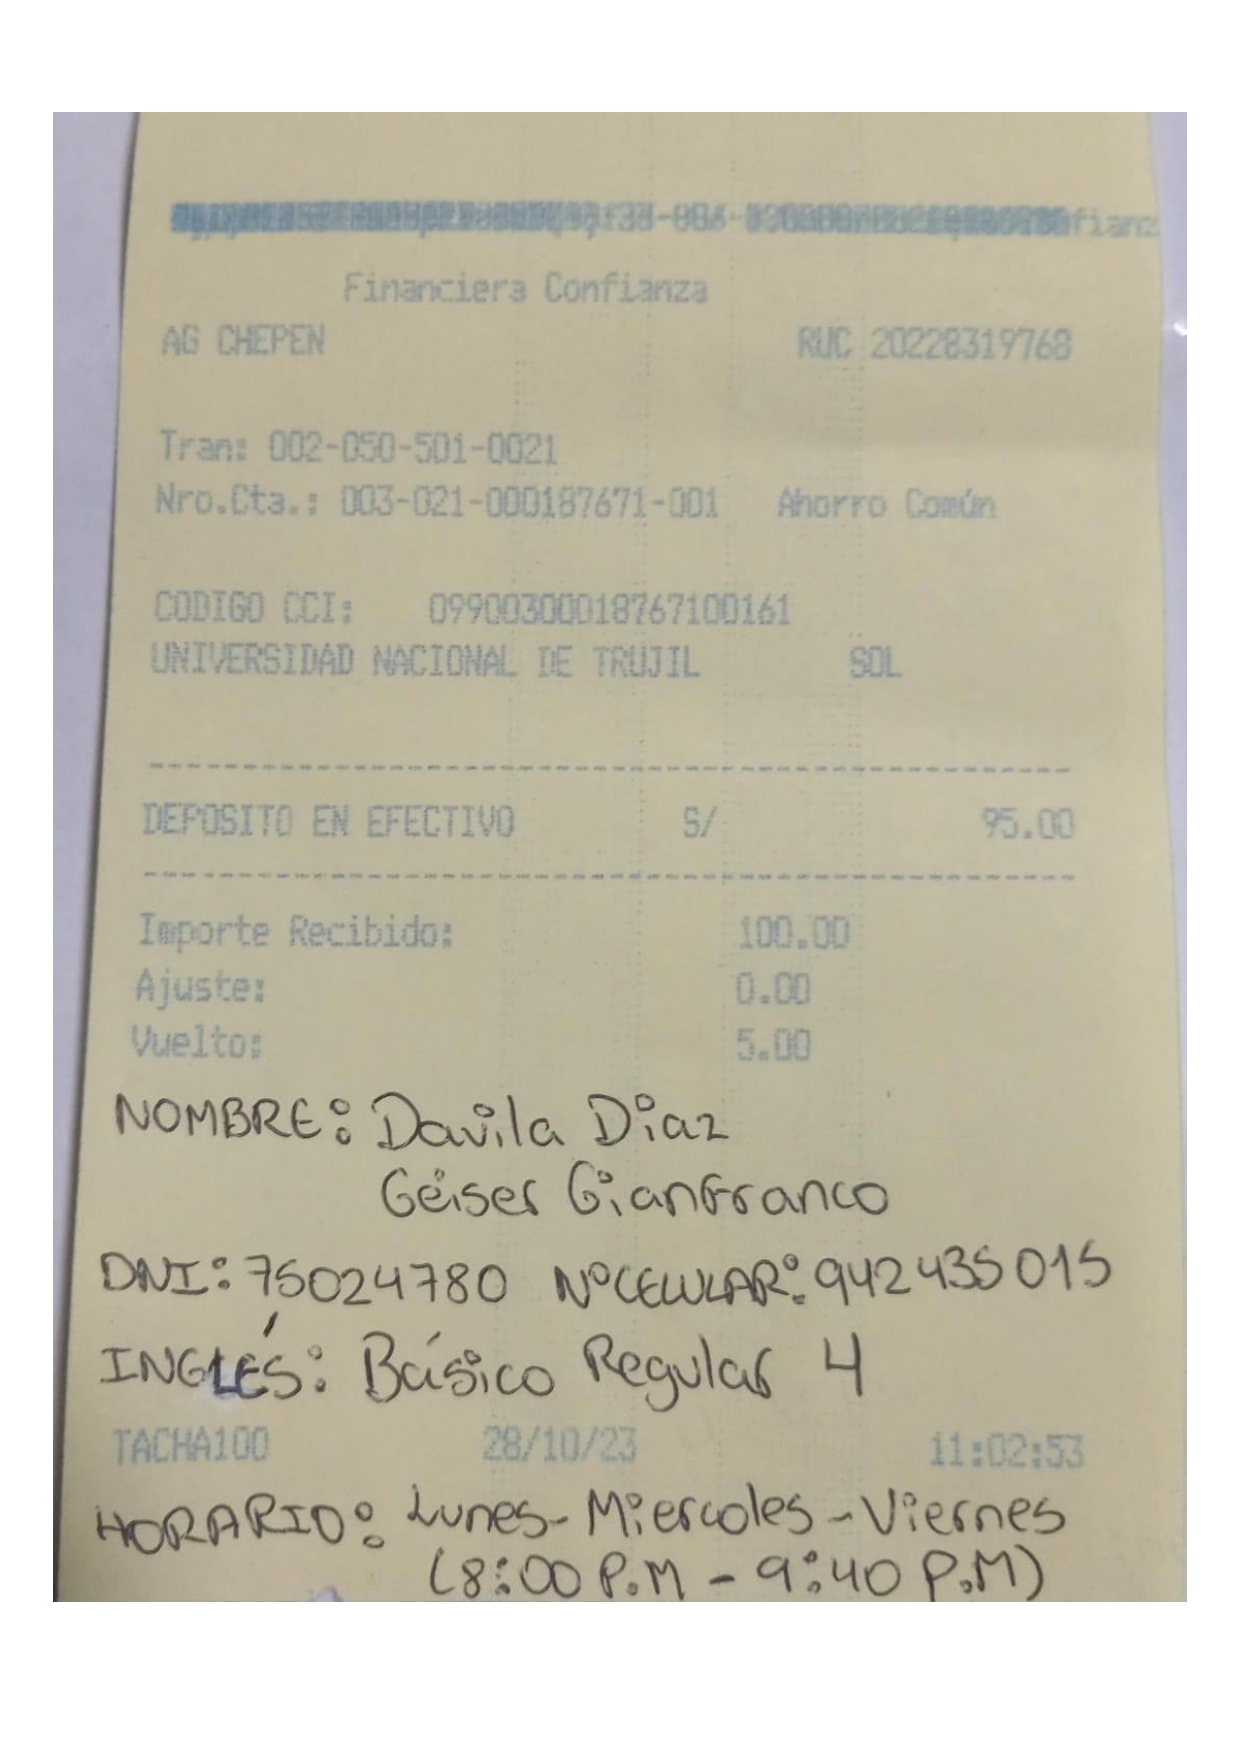 Financiera Confianza
AG CHEPEN RUC 20228319768
Tran: 002-050-501-0021
Nro.Cta.: 003-021-000187671-001 Ahorro Común
CODIGO CCI: 09900300018767100161
UNIVERSIDAD NACIONAL DE TRUJIL SOL
DEPOSITO EN EFECTIVO S/ 95.00
Importe Recibido: 100.00
Ajuste: 0.00
Vuelto: 5.00
NOMBRE: Davila Diaz
Géiser Gianfranco
DNI: 75024780 N° CELULAR: 942435015
INGLÉS: Básico Regular 4
TACHA100 28/10/23 11:02:53
HORARIO: Lunes - Miercoles - Viernes
(8:00 P.M - 9:40 P.M)